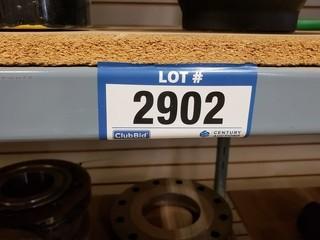 LOT #
2902
ClubBid
CENTURY